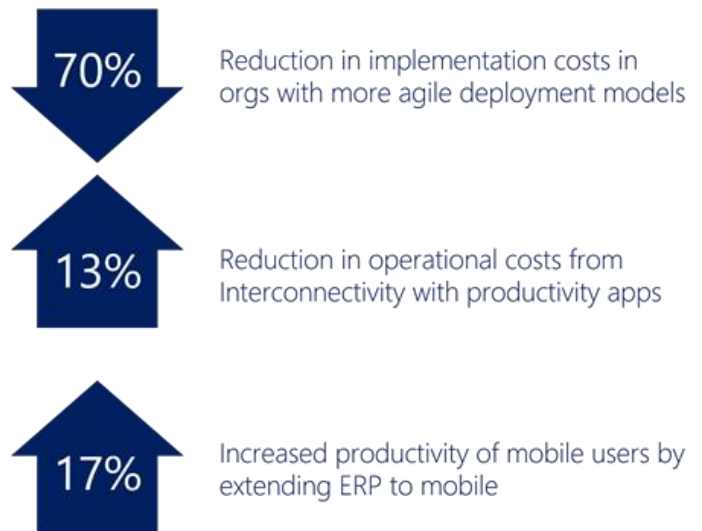 70%
Reduction in implementation costs in
orgs with more agile deployment models
13%
Reduction in operational costs from
Interconnectivity with productivity apps
17%
Increased productivity of mobile users by
extending ERP to mobile